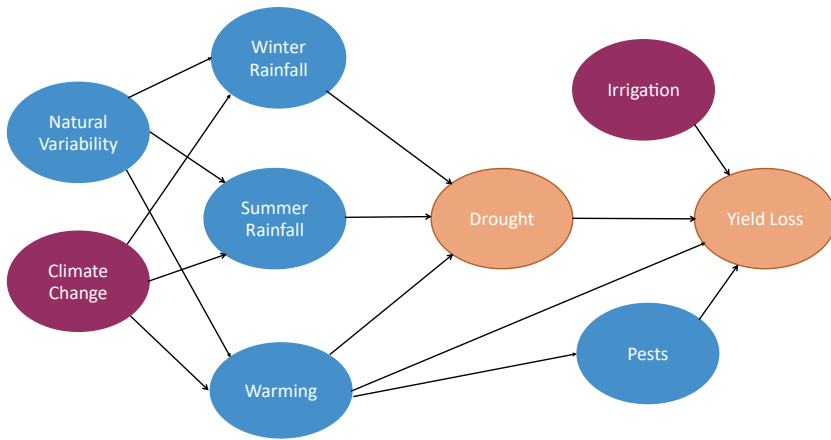 Winter
Rainfall
Irrigation
Natural
Variability
Summer
Rainfall
Drought
Yield Loss
Climate
Change
Pests
Warming